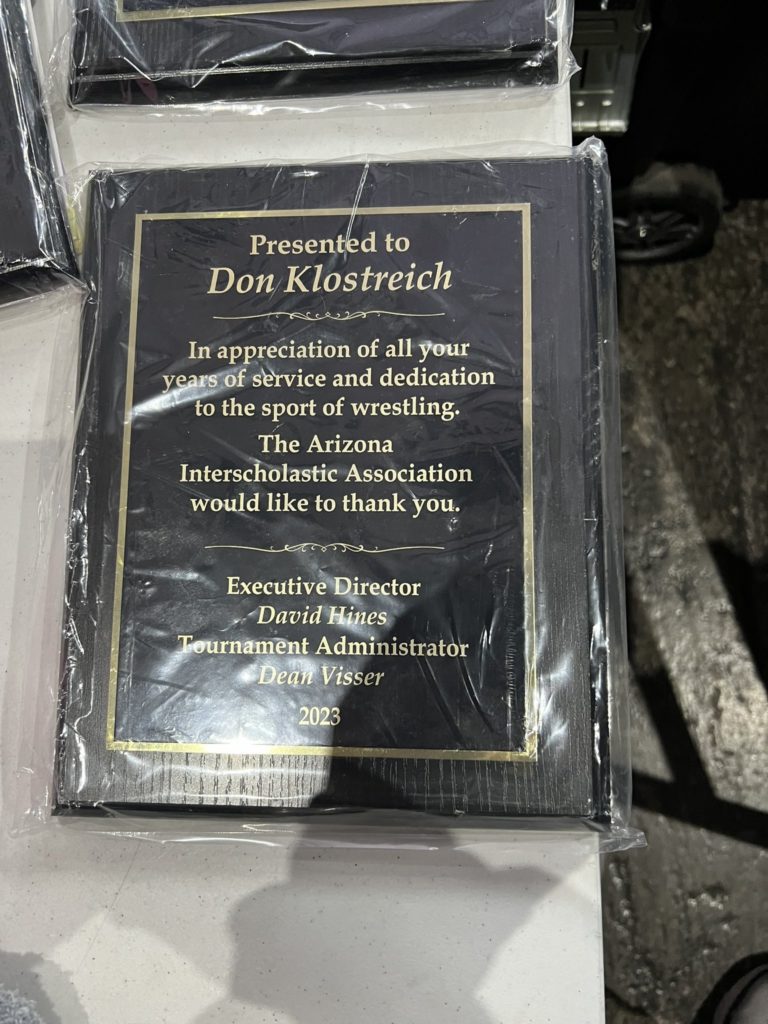 Presented to
Don Klostreich
In appreciation of all your
years of service and dedication
to the sport of wrestling.
The Arizona
Interscholastic Association
would like to thank you.
Executive Director
David Hines
Tournament Administrator
Dean Visser
2023